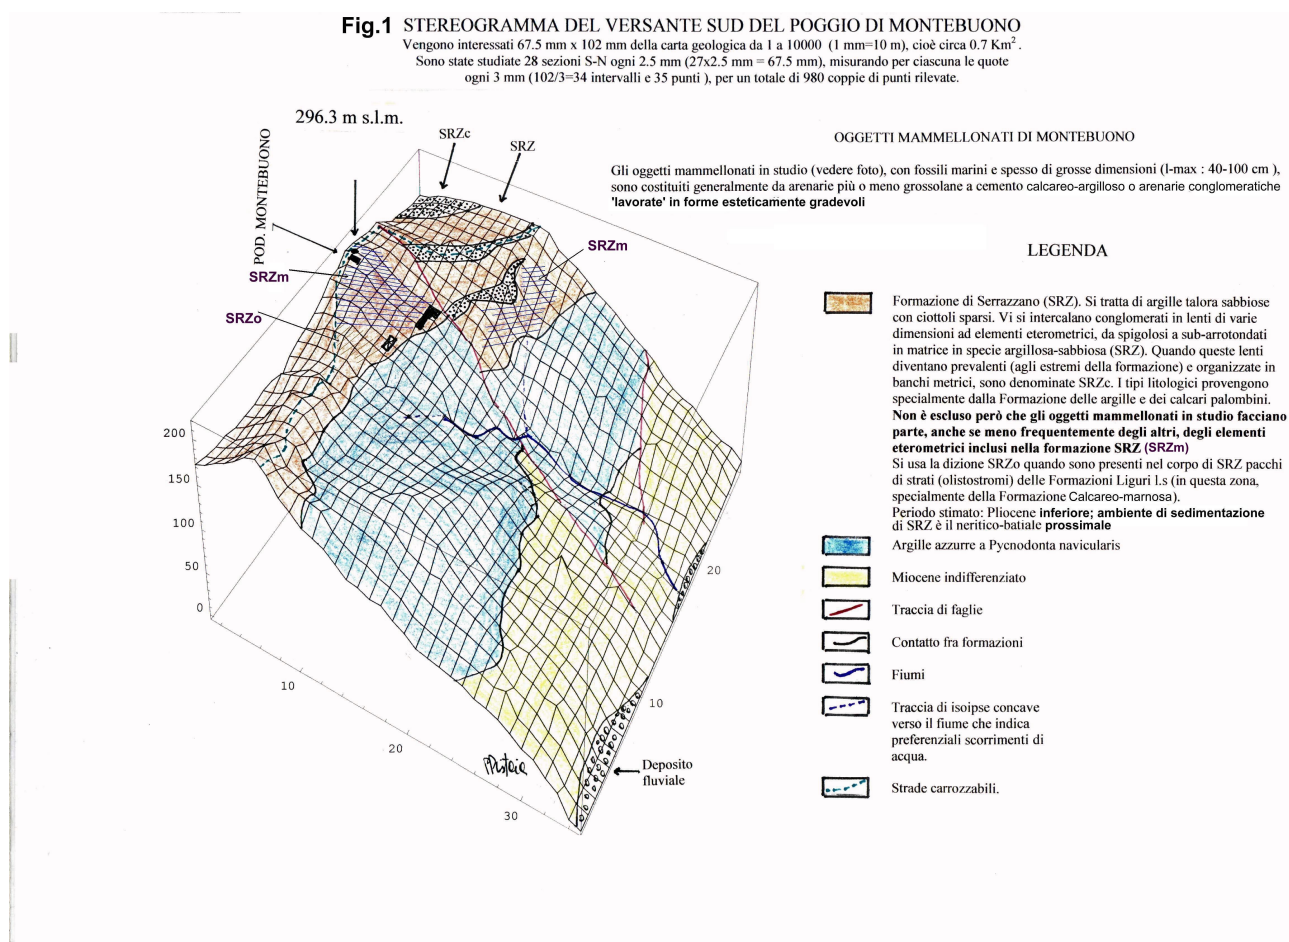 Fig.1 STEREOGRAMMA DEL VERSANTE SUD DEL POGGIO DI MONTEBUONO
Vengono interessati 67.5 mm x 102 mm della carta geologica da 1 a 10000 (1 mm=10 m), cioè circa 0.7 Km².
Sono state studiate 28 sezioni S-N ogni 2.5 mm (27x2.5 mm = 67.5 mm), misurando per ciascuna le quote
ogni 3 mm (102/3=34 intervalli e 35 punti ), per un totale di 980 coppie di punti rilevate.
296.3 m s.l.m.
SRZc
SRZ
POD. MONTEBUONO
SRZm
SRZm
SRZo
200
150
100
50
0
10
20
30
10
20
Deposito
fluviale
OGGETTI MAMMELLONATI DI MONTEBUONO
Gli oggetti mammellonati in studio (vedere foto), con fossili marini e spesso di grosse dimensioni (l-max : 40-100 cm ),
sono costituiti generalmente da arenarie più o meno grossolane a cemento calcareo-argilloso o arenarie conglomeratiche
'lavorate' in forme esteticamente gradevoli
LEGENDA
Formazione di Serrazzano (SRZ). Si tratta di argille talora sabbiose
con ciottoli sparsi. Vi si intercalano conglomerati in lenti di varie
dimensioni ad elementi eterometrici, da spigolosi a sub-arrotondati
in matrice in specie argillosa-sabbiosa (SRZ). Quando queste lenti
diventano prevalenti (agli estremi della formazione) e organizzate in
banchi metrici, sono denominate SRZc. I tipi litologici provengono
specialmente dalla Formazione delle argille e dei calcari palombini.
Non è escluso però che gli oggetti mammellonati in studio facciano
parte, anche se meno frequentemente degli altri, degli elementi
eterometrici inclusi nella formazione SRZ (SRZm)
Si usa la dizione SRZo quando sono presenti nel corpo di SRZ pacchi
di strati (olistostromi) delle Formazioni Liguri l.s (in questa zona,
specialmente della Formazione Calcareo-marnosa).
Periodo stimato: Pliocene inferiore; ambiente di sedimentazione
di SRZ è il neritico-batiale prossimale
Argille azzurre a Pycnodonta navicularis
Miocene indifferenziato
Traccia di faglie
Contatto fra formazioni
Fiumi
Traccia di isoipse concave
verso il fiume che indica
preferenziali scorrimenti di
acqua.
Strade carrozzabili.